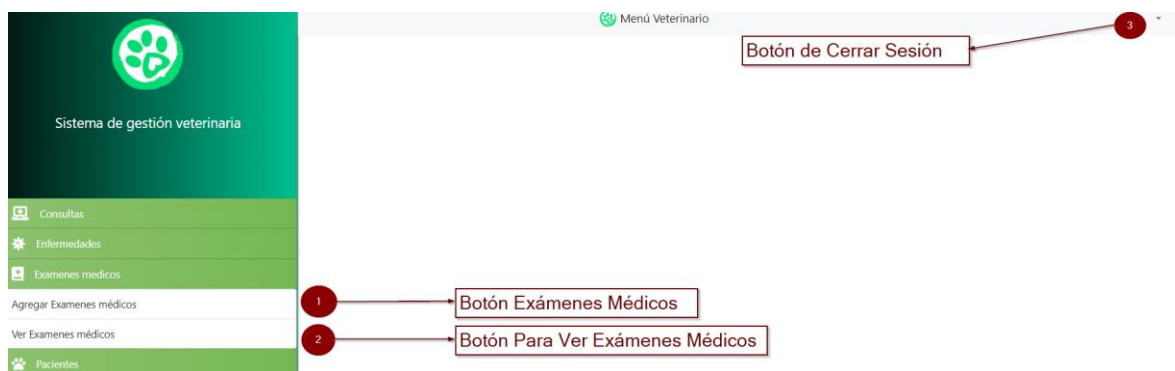 Menú Veterinario
3
Botón de Cerrar Sesión
Sistema de gestión veterinaria
Consultas
Enfermedades
Examenes medicos
Agregar Examenes médicos
1
Botón Exámenes Médicos
Ver Examenes médicos
2
Botón Para Ver Exámenes Médicos
Pacientes